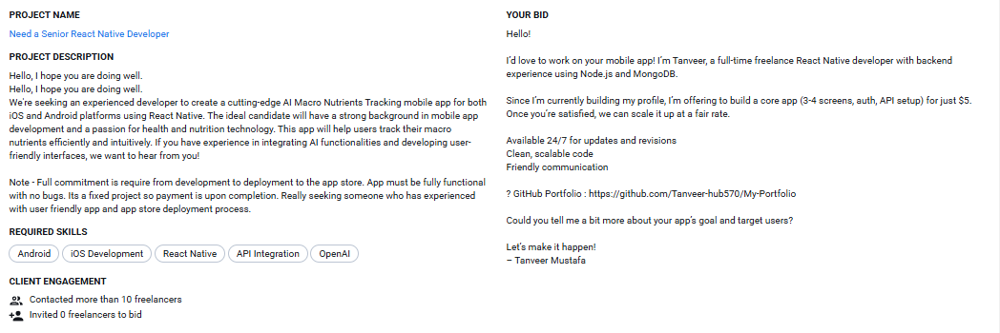 PROJECT NAME
Need a Senior React Native Developer
PROJECT DESCRIPTION
Hello, I hope you are doing well.
Hello, I hope you are doing well.
We're seeking an experienced developer to create a cutting-edge AI Macro Nutrients Tracking mobile app for both
iOS and Android platforms using React Native. The ideal candidate will have a strong background in mobile app
development and a passion for health and nutrition technology. This app will help users track their macro
nutrients efficiently and intuitively. If you have experience in integrating AI functionalities and developing user-
friendly interfaces, we want to hear from you!
Note - Full commitment is require from development to deployment to the app store. App must be fully functional
with no bugs. Its a fixed project so payment is upon completion. Really seeking someone who has experienced
with user friendly app and app store deployment process.
REQUIRED SKILLS
Android
iOS Development
React Native
API Integration
OpenAI
CLIENT ENGAGEMENT
Contacted more than 10 freelancers
Invited 0 freelancers to bid
YOUR BID
Hello!
I'd love to work on your mobile app! I'm Tanveer, a full-time freelance React Native developer with backend
experience using Node.js and MongoDB.
Since I'm currently building my profile, I'm offering to build a core app (3-4 screens, auth, API setup) for just $5.
Once you're satisfied, we can scale it up at a fair rate.
Available 24/7 for updates and revisions
Clean, scalable code
Friendly communication
? GitHub Portfolio : https://github.com/Tanveer-hub570/My-Portfolio
Could you tell me a bit more about your app's goal and target users?
Let's make it happen!
– Tanveer Mustafa